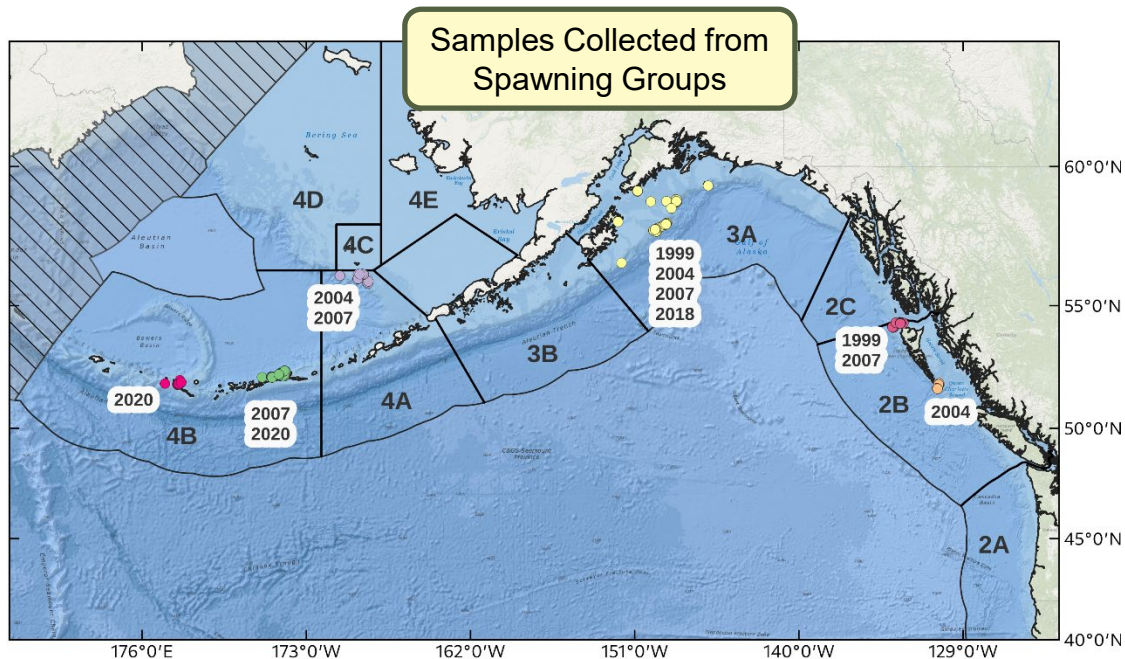 Samples Collected from
Spawning Groups
Bering Sea
60°0'N
4D
4E
Aleutian
Basin
4C
Bristol
Bay
3A
Gulf of
Alaska
1999
2004
2007
2018
2004
2007
2C
55°0'N
Bowers
Basin
Aleutian Trench
3B
1999
2007
2020
2007
2020
4A
2B
2004
4B
50°0'N
2A
45°0'N
40°0'N
176°0'E
173°0'W
162°0'W
151°0'W
140°0'W
129°0'W